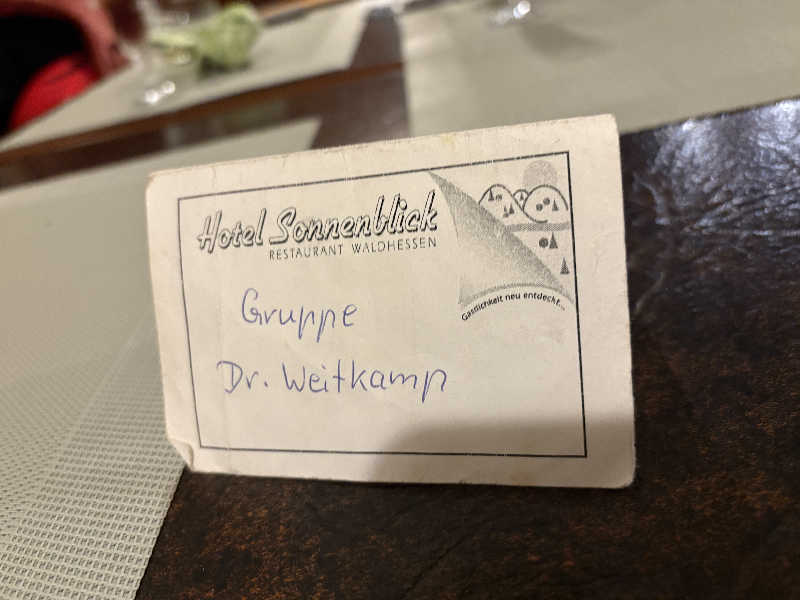 Hotel Sonnenblick
RESTAURANT WALDHESSEN
Gastlichkeit neu entdeckt...
Gruppe
Dr. Weitkamp